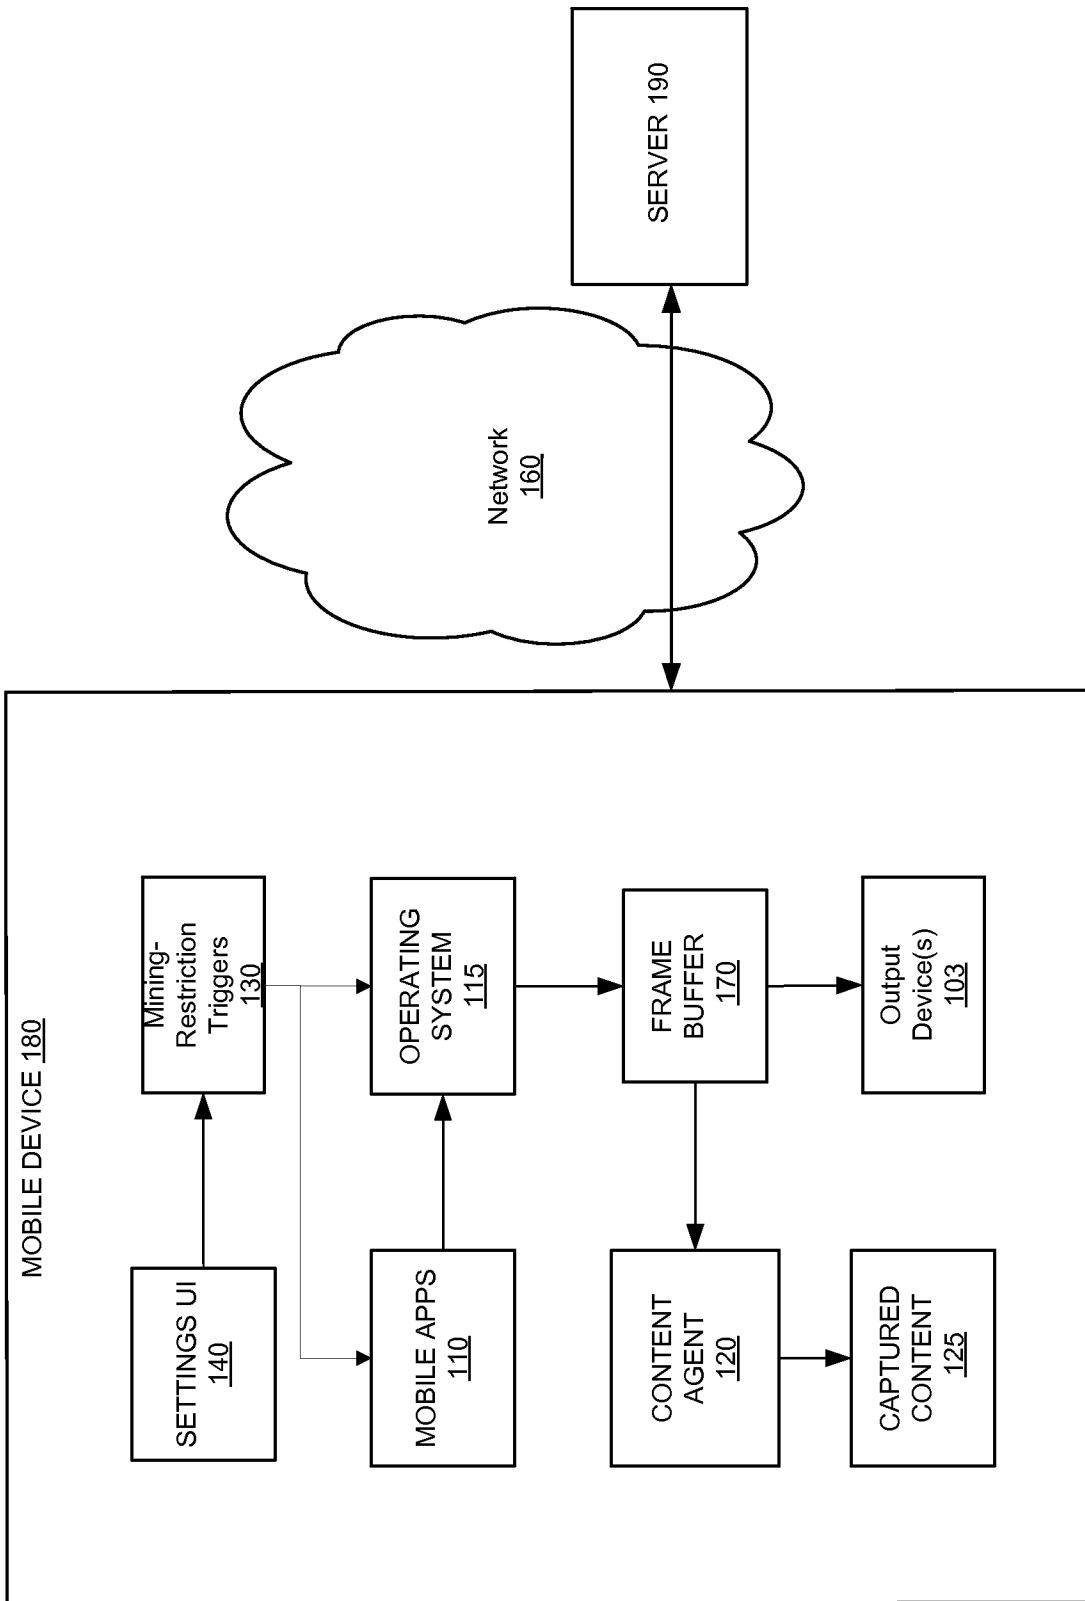 MOBILE DEVICE 180
SETTINGS UI
140
Mining-
Restriction
Triggers
130
MOBILE APPS
110
OPERATING
SYSTEM
115
CONTENT
AGENT
120
FRAME
BUFFER
170
CAPTURED
CONTENT
125
Output
Device(s)
103
Network
160
SERVER 190